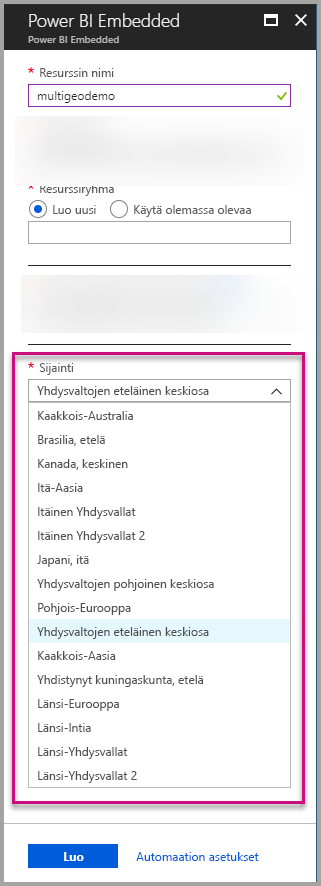 Power BI Embedded
Power BI Embedded
* Resurssin nimi
multigeodemo
* Resurssiryhmä
Luo uusi Käytä olemassa olevaa
* Sijainti
Yhdysvaltojen eteläinen keskiosa
Kaakkois-Australia
Brasilia, etelä
Kanada, keskinen
Itä-Aasia
Itäinen Yhdysvallat
Itäinen Yhdysvallat 2
Japani, itä
Yhdysvaltojen pohjoinen keskiosa
Pohjois-Eurooppa
Yhdysvaltojen eteläinen keskiosa
Kaakkois-Aasia
Yhdistynyt kuningaskunta, etelä
Länsi-Eurooppa
Länsi-Intia
Länsi-Yhdysvallat
Länsi-Yhdysvallat 2
Luo Automaation asetukset